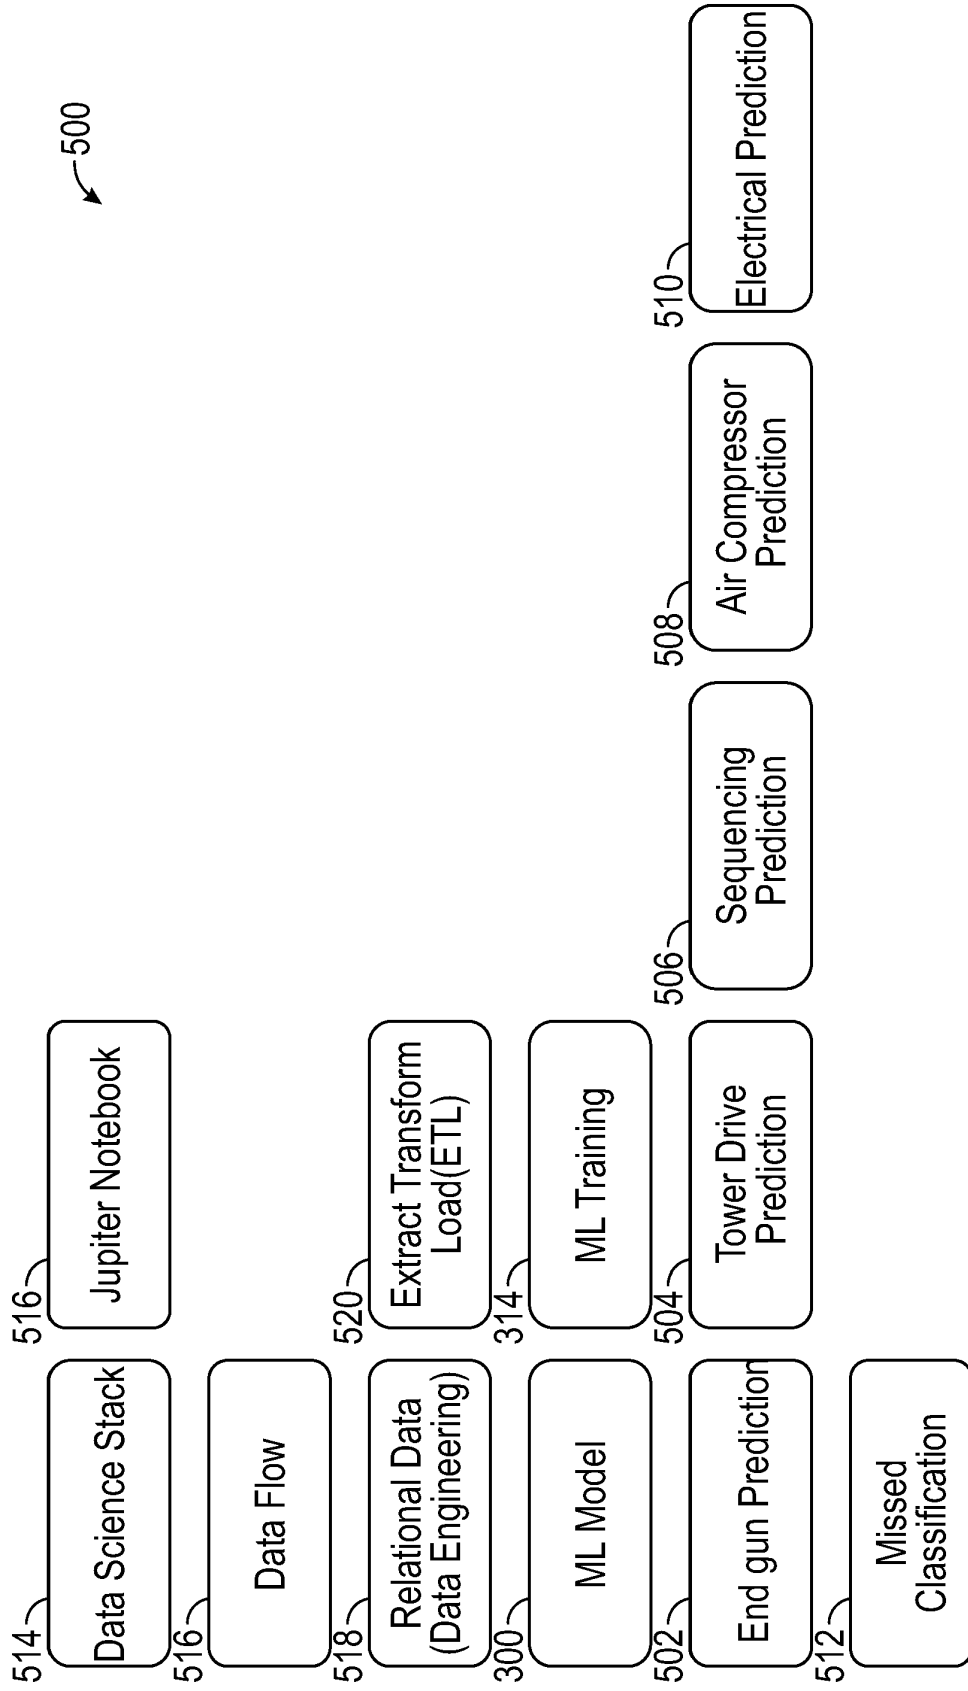 500
514
Data Science Stack
516
Jupiter Notebook
516
Data Flow
518
Relational Data
(Data Engineering)
520
Extract Transform
Load(ETL)
300
ML Model
314
ML Training
502
End gun Prediction
504
Tower Drive
Prediction
506
Sequencing
Prediction
508
Air Compressor
Prediction
510
Electrical Prediction
512
Missed
Classification